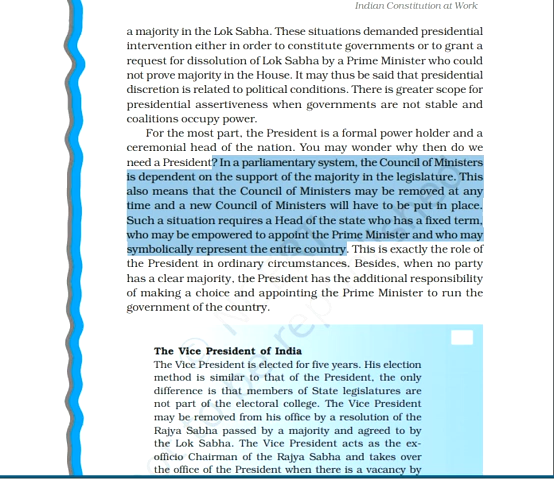 Indian Constitution at Work
a majority in the Lok Sabha. These situations demanded presidential
intervention either in order to constitute governments or to grant a
request for dissolution of Lok Sabha by a Prime Minister who could
not prove majority in the House. It may thus be said that presidential
discretion is related to political conditions. There is greater scope for
presidential assertiveness when governments are not stable and
coalitions occupy power.
For the most part, the President is a formal power holder and a
ceremonial head of the nation. You may wonder why then do we
need a President? In a parliamentary system, the Council of Ministers
is dependent on the support of the majority in the legislature. This
also means that the Council of Ministers may be removed at any
time and a new Council of Ministers will have to be put in place.
Such a situation requires a Head of the state who has a fixed term,
who may be empowered to appoint the Prime Minister and who may
symbolically represent the entire country. This is exactly the role of
the President in ordinary circumstances. Besides, when no party
has a clear majority, the President has the additional responsibility
of making a choice and appointing the Prime Minister to run the
government of the country.
The Vice President of India
The Vice President is elected for five years. His election
method is similar to that of the President, the only
difference is that members of State legislatures are
not part of the electoral college. The Vice President
may be removed from his office by a resolution of the
Rajya Sabha passed by a majority and agreed to by
the Lok Sabha. The Vice President acts as the ex-
officio Chairman of the Rajya Sabha and takes over
the office of the President when there is a vacancy by